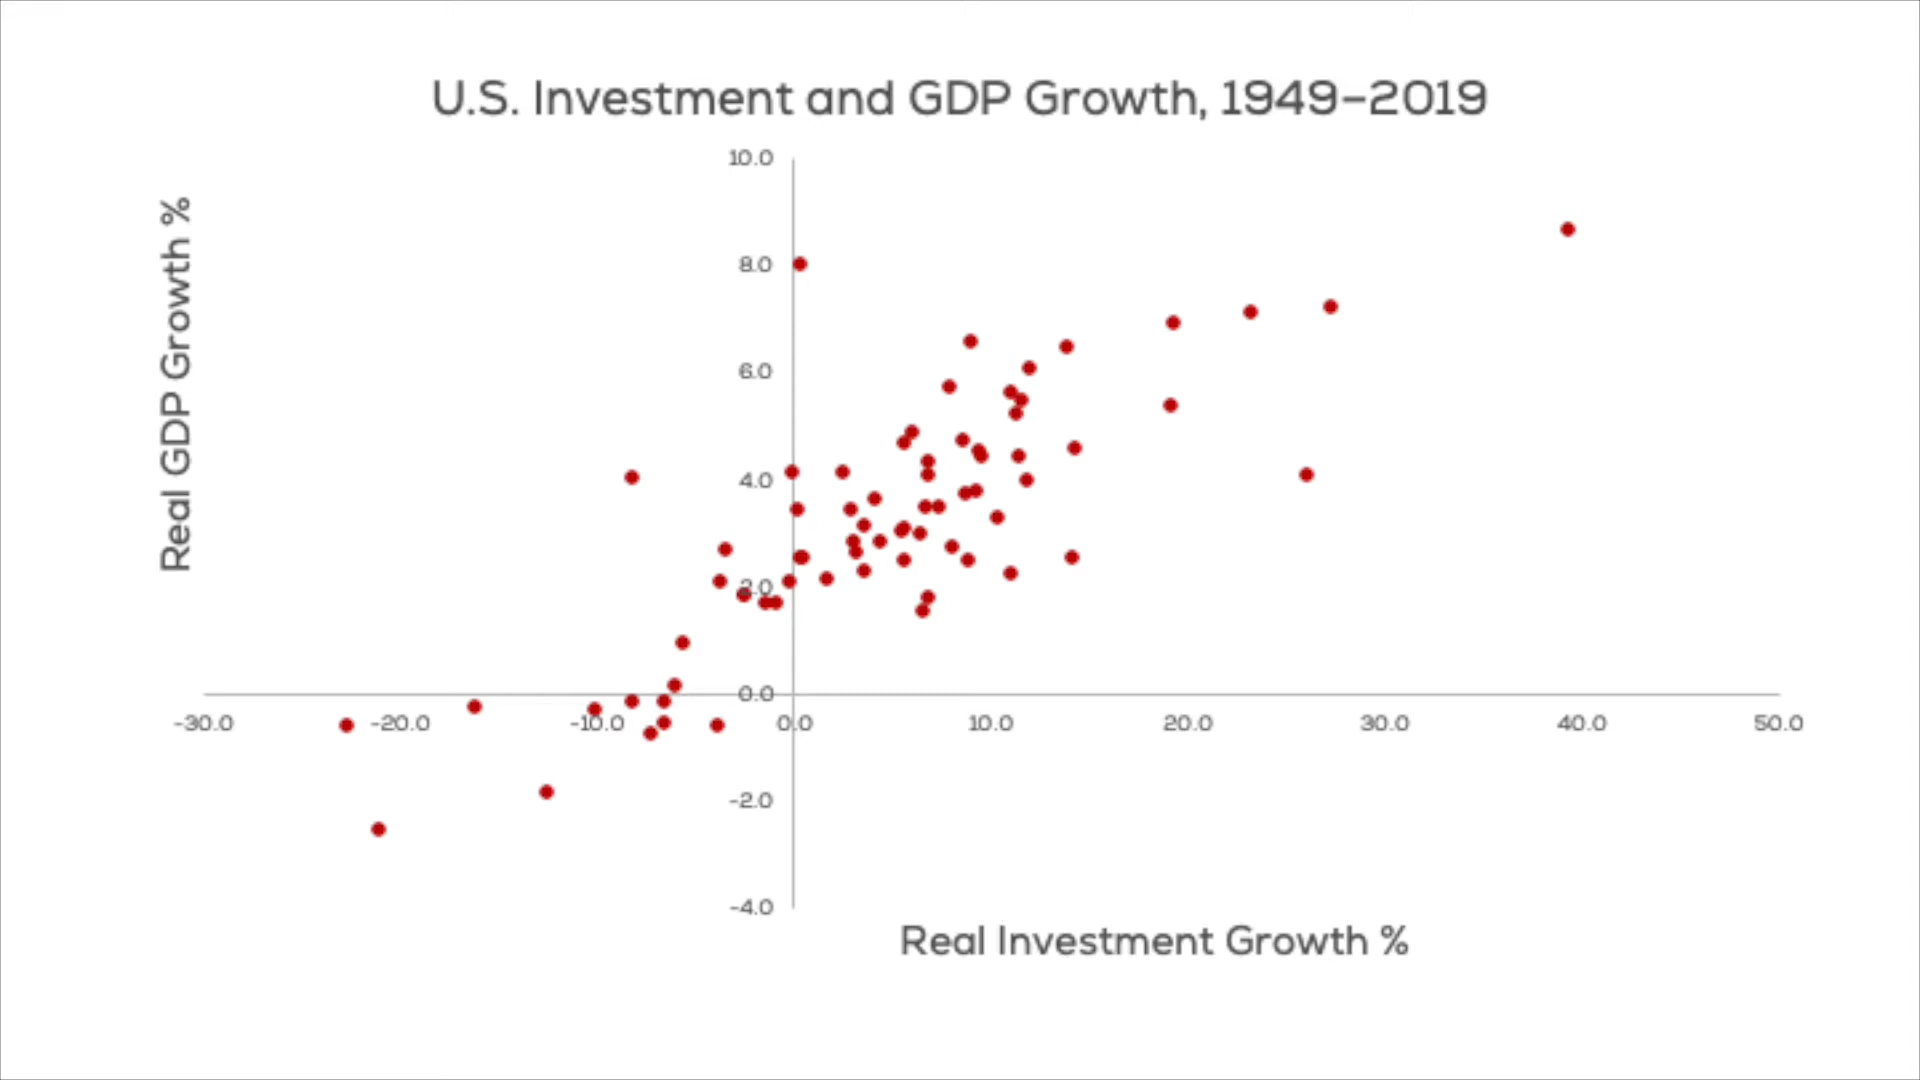 U.S. Investment and GDP Growth, 1949–2019
Real GDP Growth %
10.0
8.0
6.0
4.0
2.0
0.0
-30.0 -20.0 -10.0 0.0 10.0 20.0 30.0 40.0 50.0
-2.0
-4.0
Real Investment Growth %